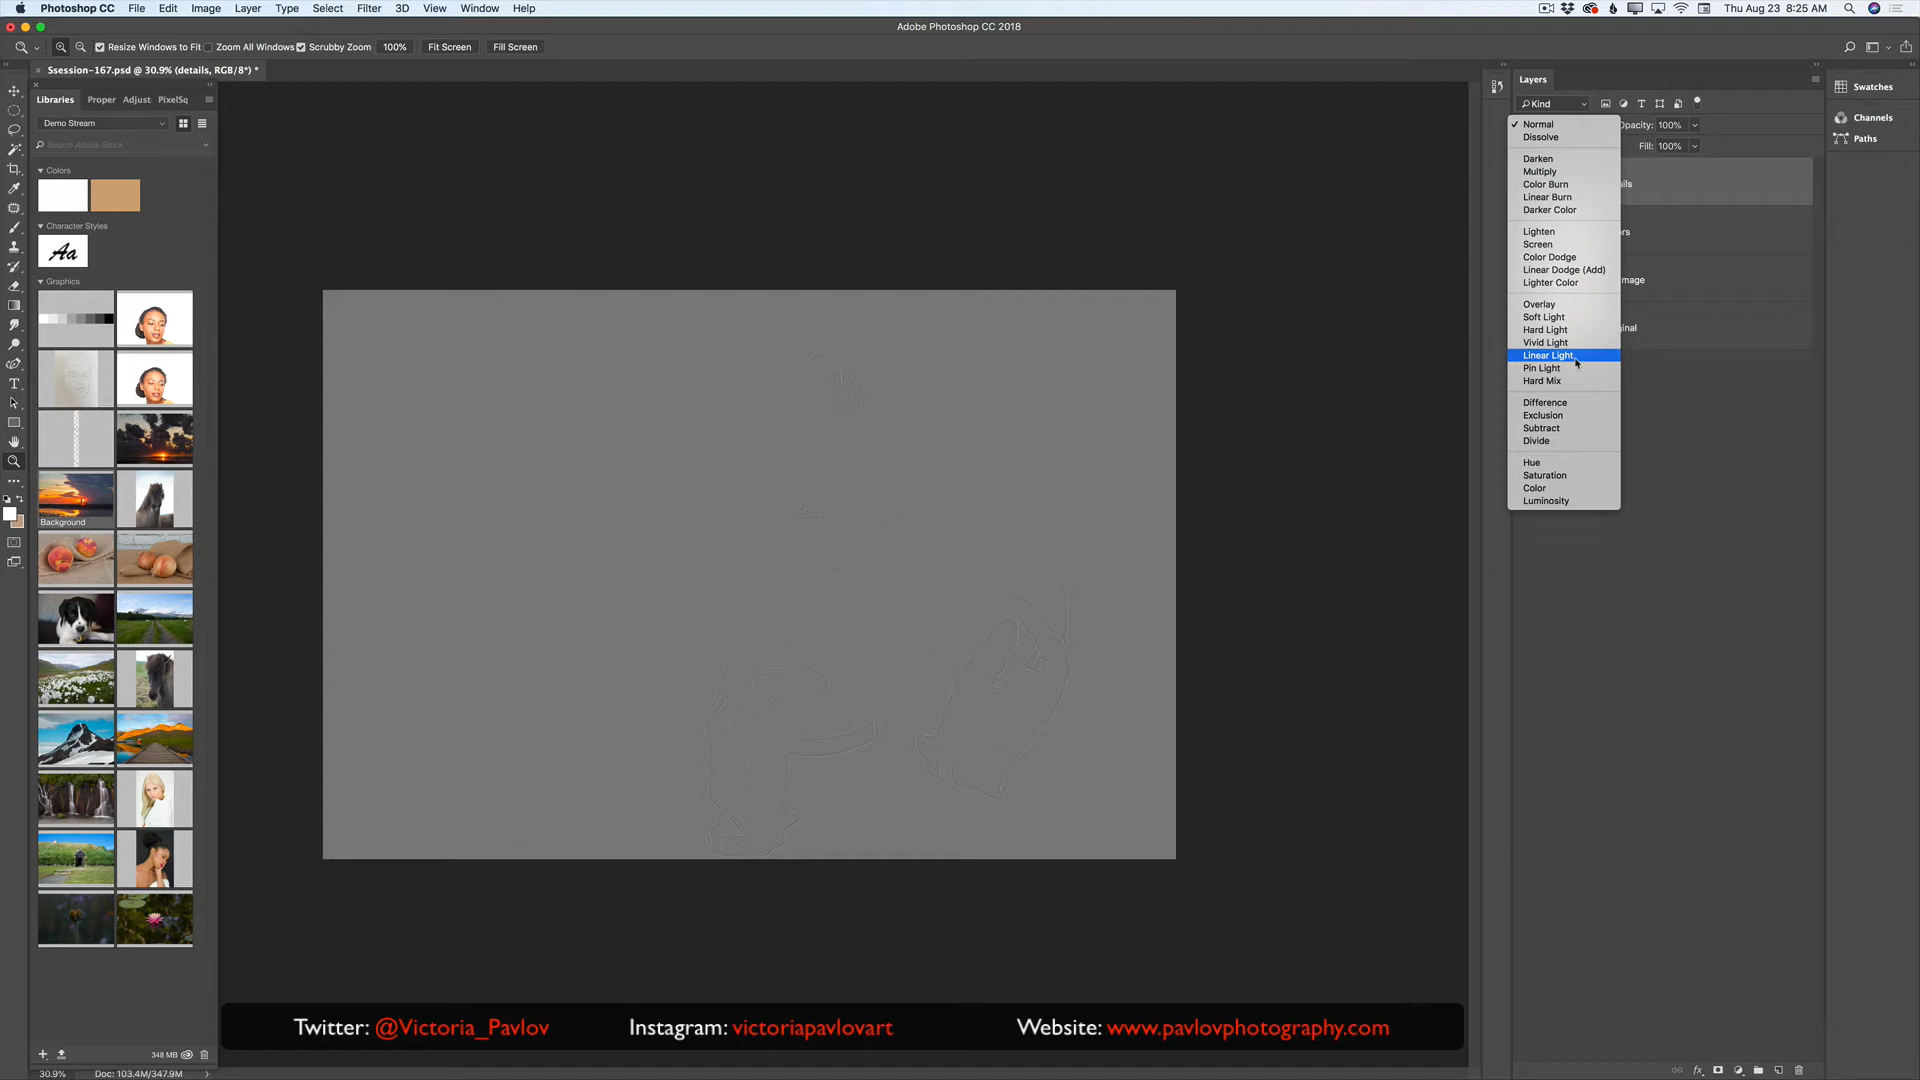 Photoshop CC File Edit Image Layer Type Select Filter 3D View Window Help Thu Aug 23 8:25 AM
Adobe Photoshop CC 2018
Resize Windows to Fit Zoom All Windows Scrubby Zoom 100% Fit Screen Fill Screen
Ssession-167.psd @ 30.9% (details, RGB/8*) *
Libraries Proper Adjust PixelSq
Demo Stream
Search Adobe Stock
Colors
Character Styles
Aa
Graphics
Background
348 MB
30.9% Doc: 103.4M/347.9M
Layers
Kind
Opacity: 100%
Fill: 100%
Normal
Dissolve
Darken
Multiply
Color Burn
Linear Burn
Darker Color
Lighten
Screen
Color Dodge
Linear Dodge (Add)
Lighter Color
Overlay
Soft Light
Hard Light
Vivid Light
Linear Light
Pin Light
Hard Mix
Difference
Exclusion
Subtract
Divide
Hue
Saturation
Color
Luminosity
ils
rs
mage
ginal
Swatches
Channels
Paths
Twitter: @Victoria_Pavlov Instagram: victoriapavlovart Website: www.pavlovphotography.com